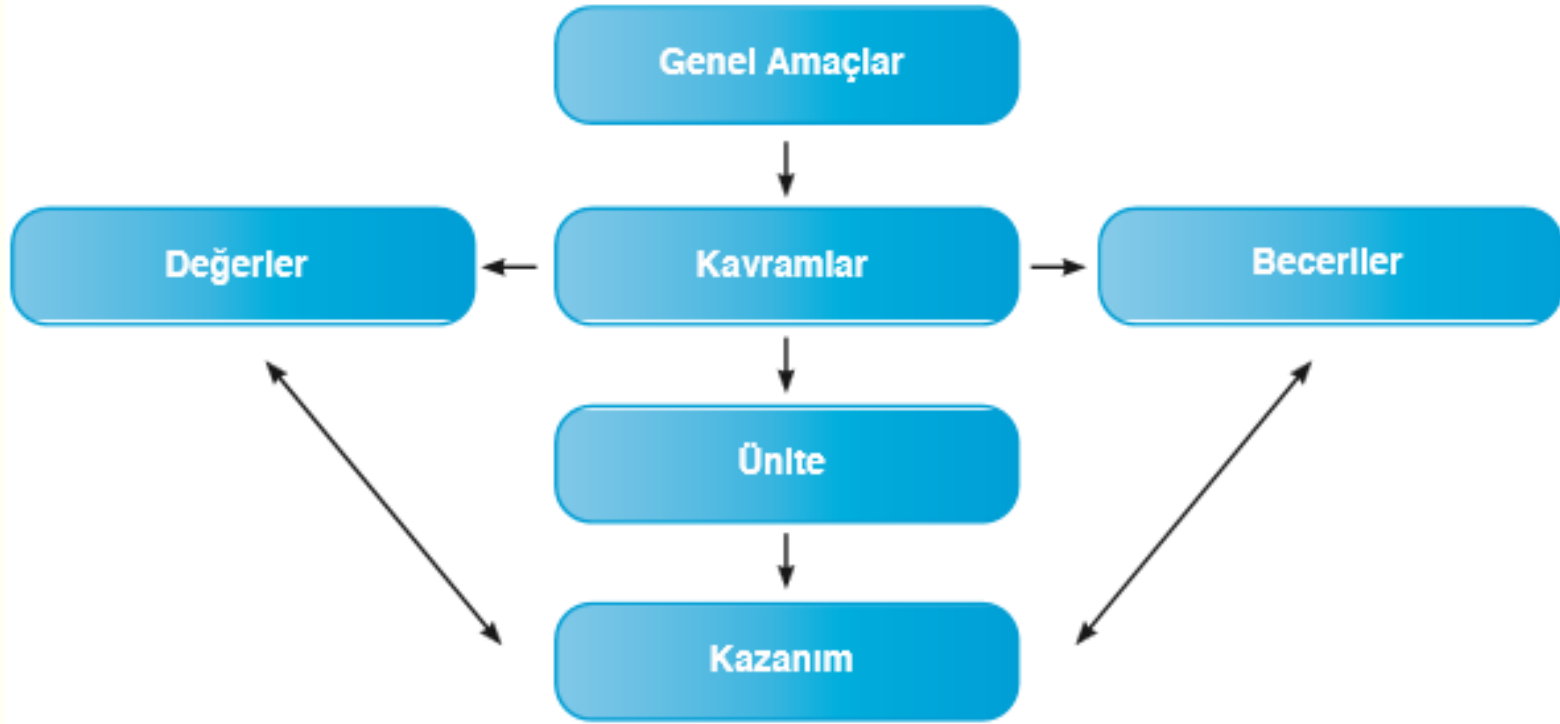 Genel Amaçlar
Değerler
Kavramlar
Beceriler
Ünite
Kazanım